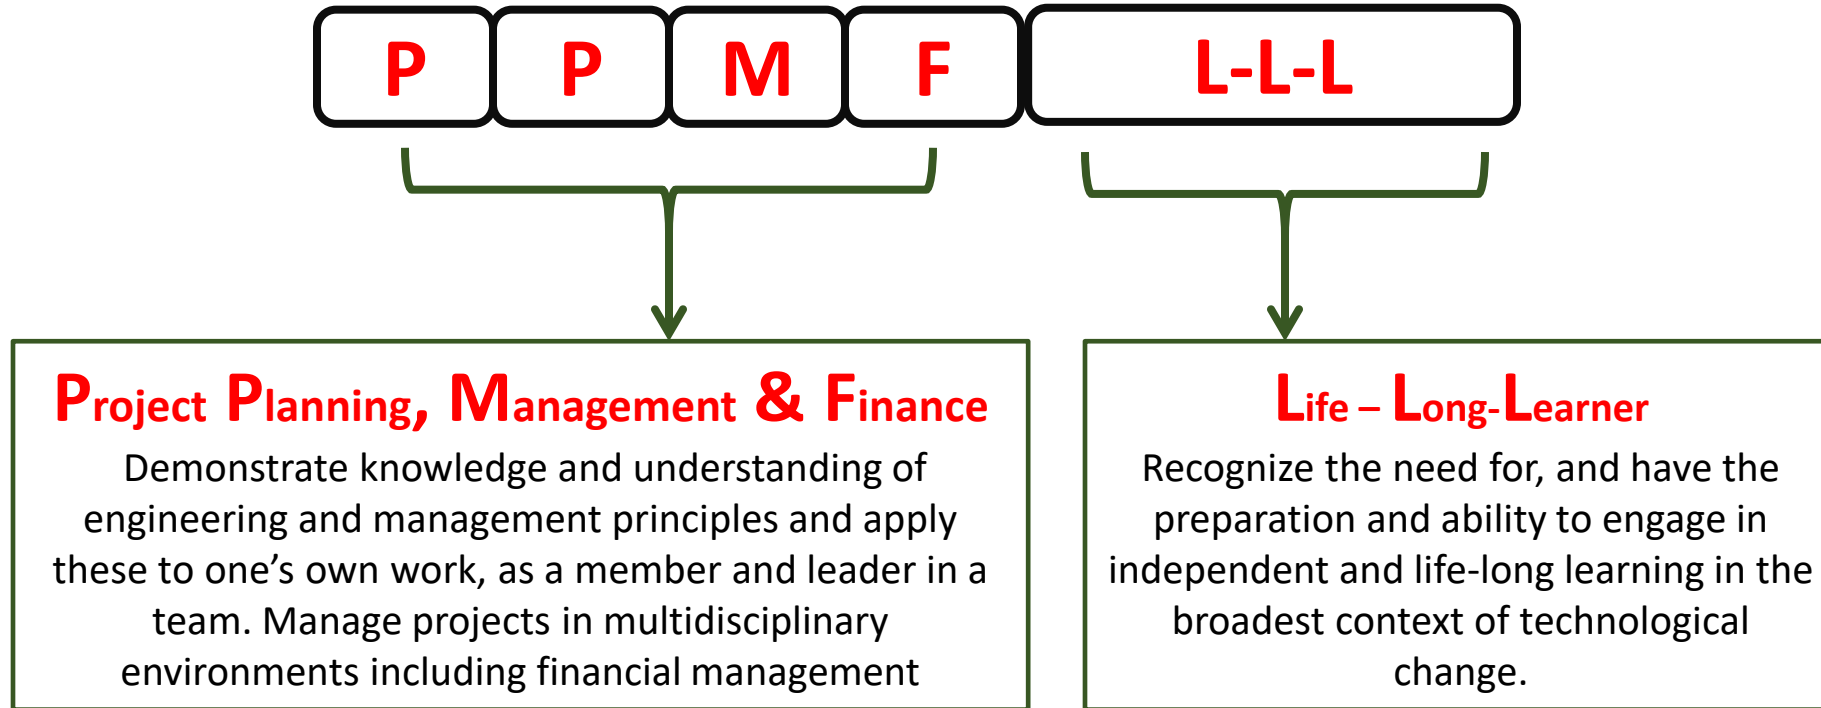 P P M F L-L-L
Project Planning, Management & Finance
Demonstrate knowledge and understanding of
engineering and management principles and apply
these to one’s own work, as a member and leader in a
team. Manage projects in multidisciplinary
environments including financial management
Life – Long-Learner
Recognize the need for, and have the
preparation and ability to engage in
independent and life-long learning in the
broadest context of technological
change.